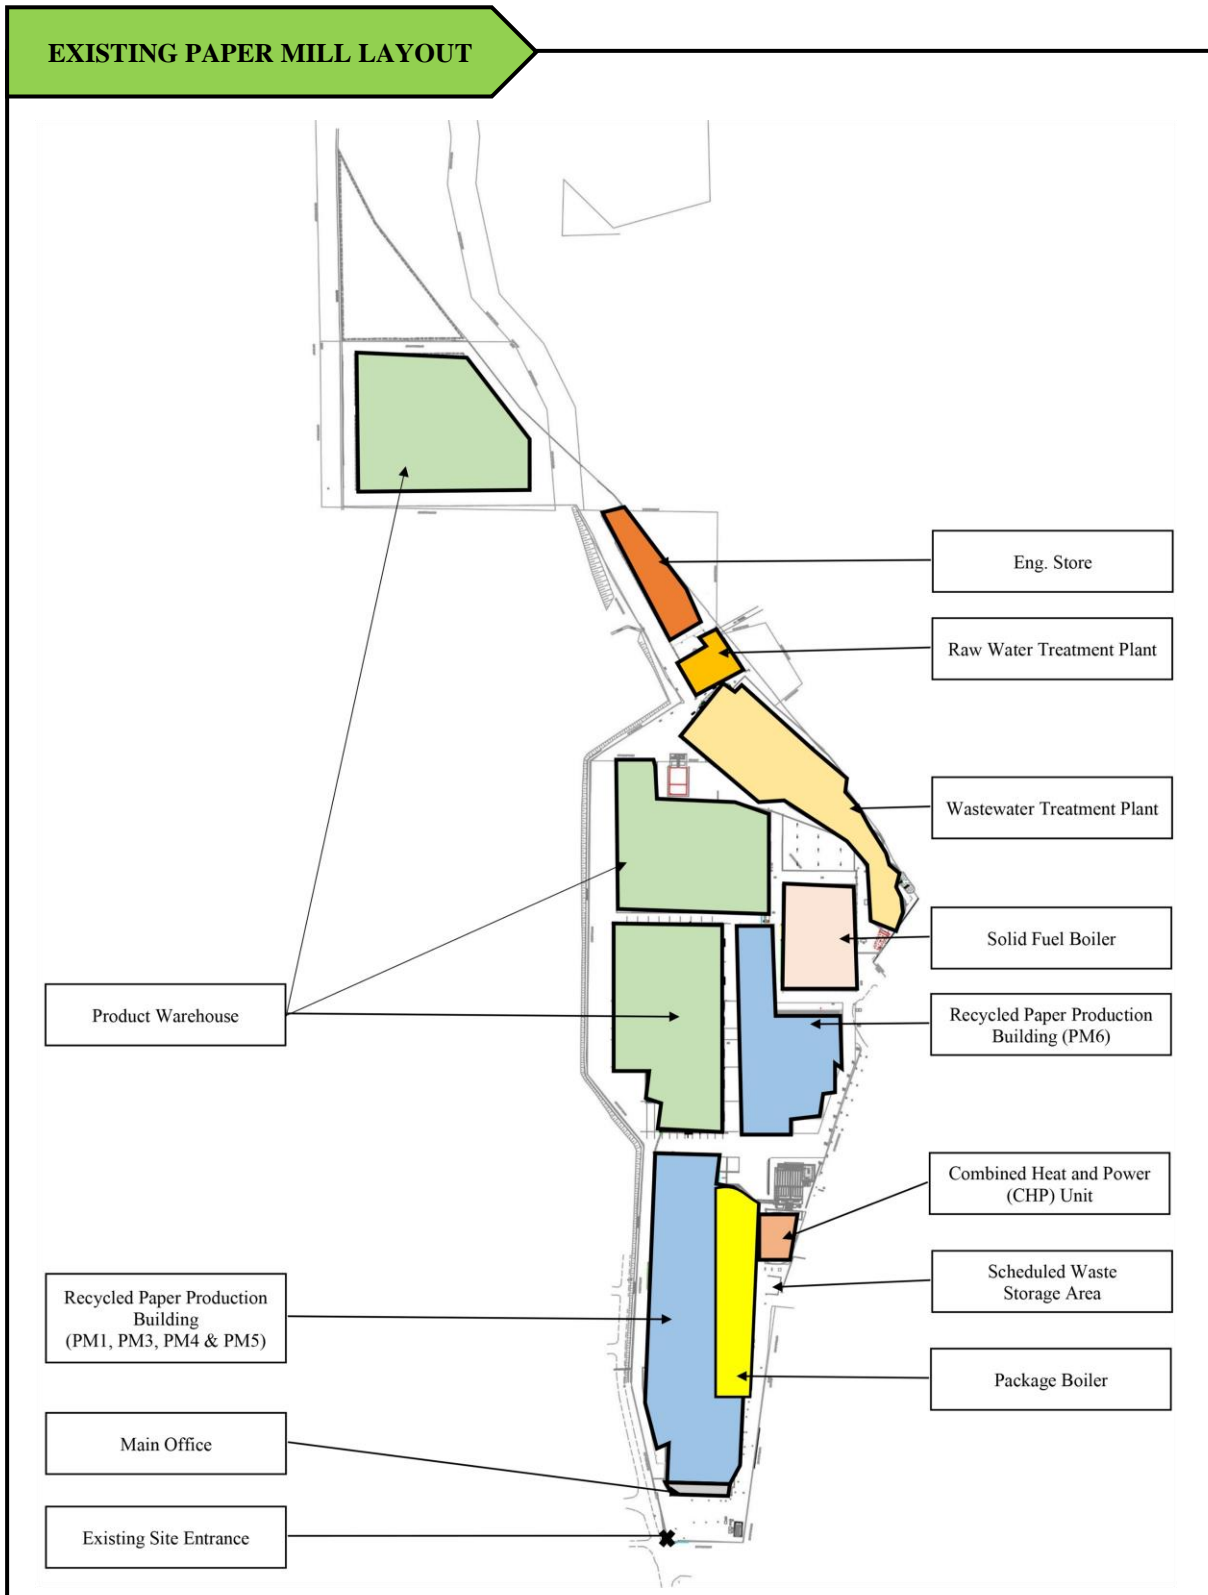 EXISTING PAPER MILL LAYOUT
Eng. Store
Raw Water Treatment Plant
Wastewater Treatment Plant
Solid Fuel Boiler
Product Warehouse
Recycled Paper Production
Building (PM6)
Combined Heat and Power
(CHP) Unit
Scheduled Waste
Storage Area
Recycled Paper Production
Building
(PM1, PM3, PM4 & PM5)
Package Boiler
Main Office
Existing Site Entrance